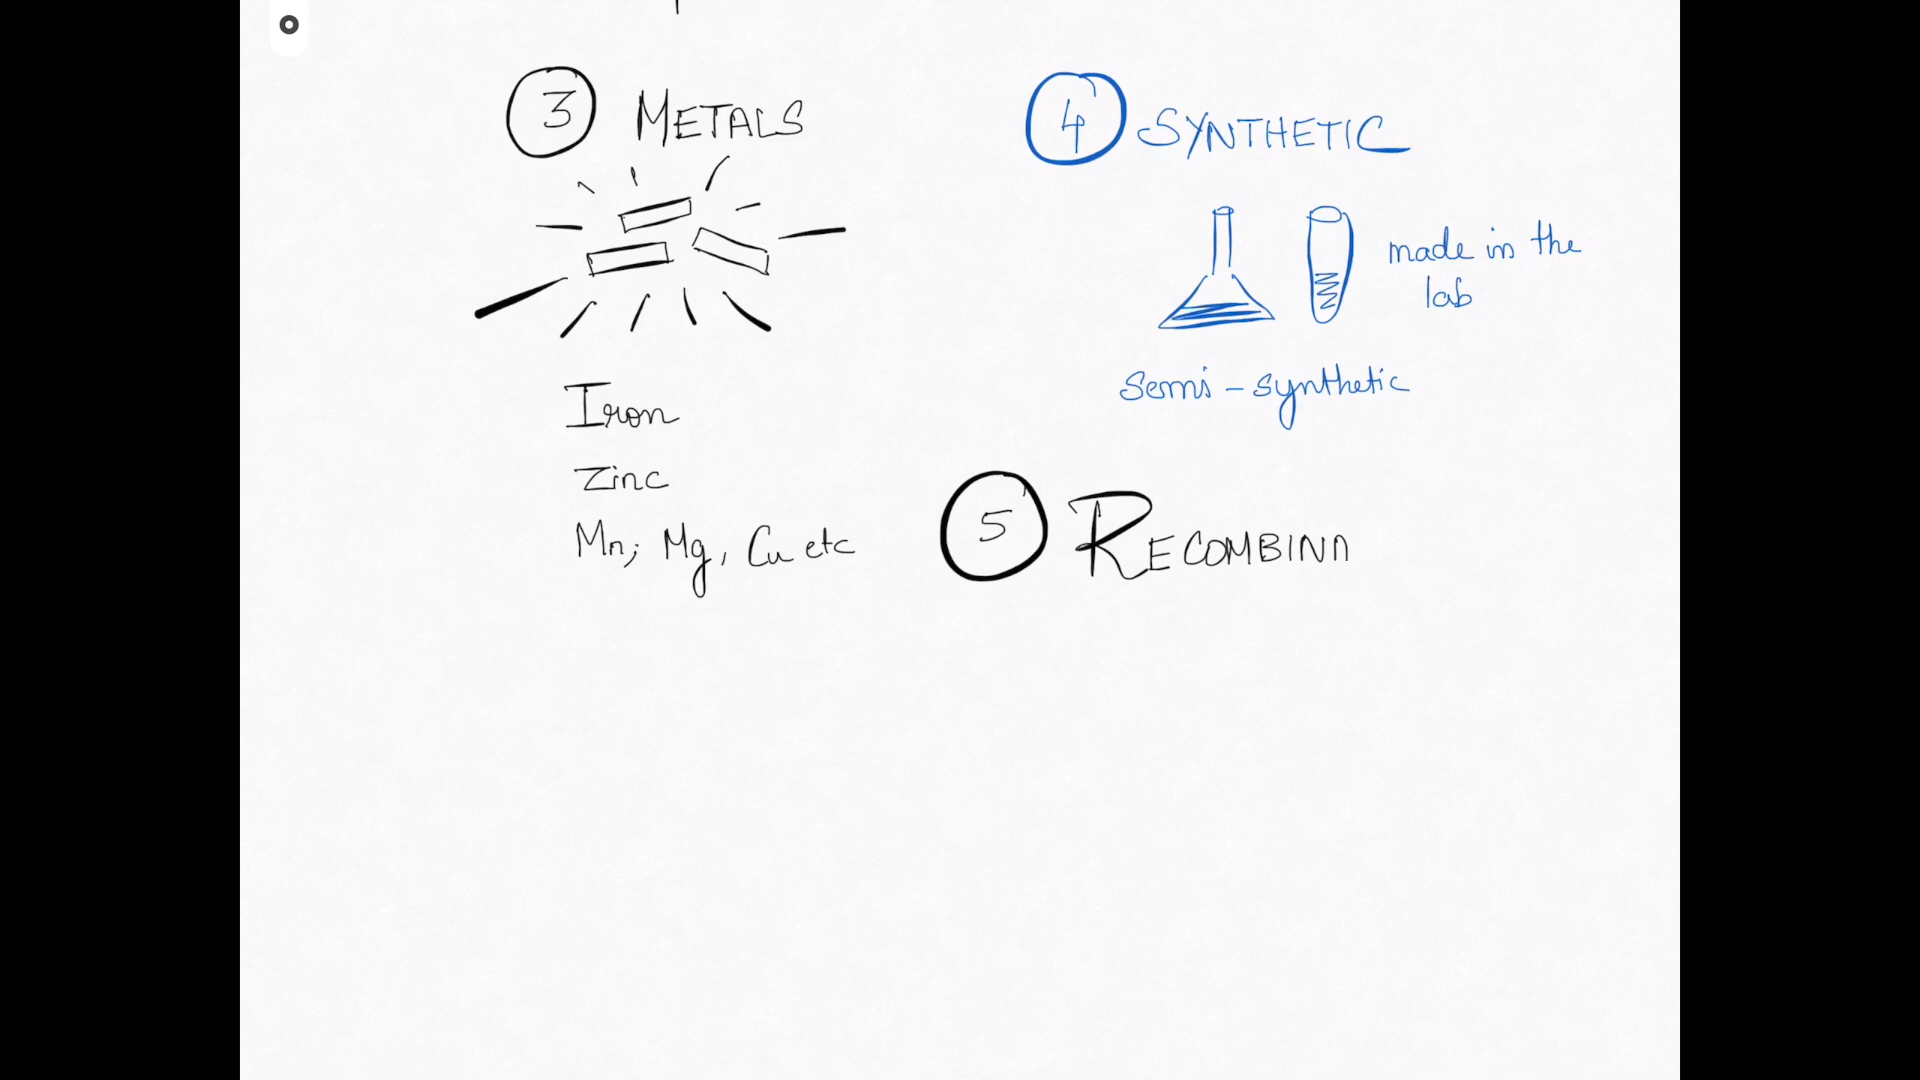 3 METALS
Iron
Zinc
Mn, Mg, Cu etc
4 SYNTHETIC
made in the
lab
Semi-synthetic
5 RECOMBINA